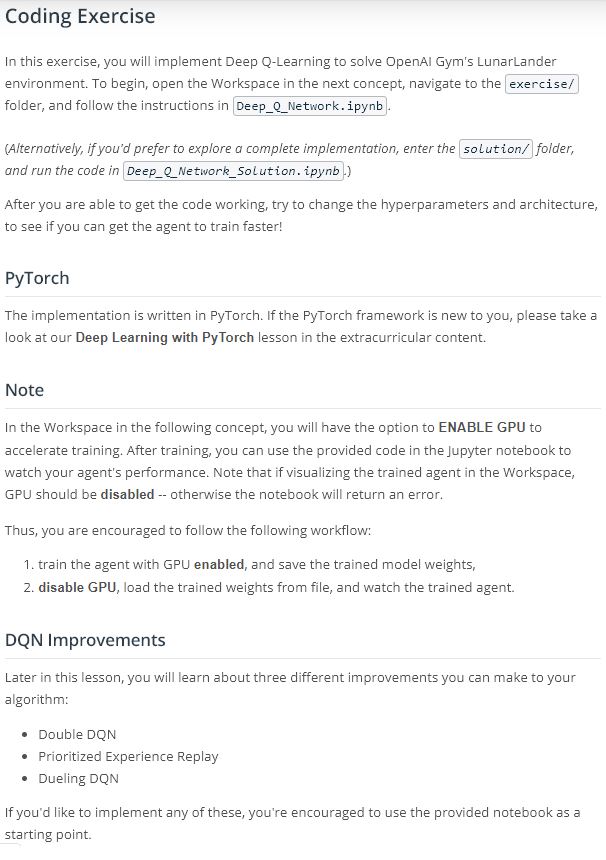 Coding Exercise
In this exercise, you will implement Deep Q-Learning to solve OpenAI Gym's LunarLander
environment. To begin, open the Workspace in the next concept, navigate to the exercise/
folder, and follow the instructions in Deep_Q_Network.ipynb.
(Alternatively, if you'd prefer to explore a complete implementation, enter the solution/ folder,
and run the code in Deep_Q_Network_Solution.ipynb.)
After you are able to get the code working, try to change the hyperparameters and architecture,
to see if you can get the agent to train faster!
PyTorch
The implementation is written in PyTorch. If the PyTorch framework is new to you, please take a
look at our Deep Learning with PyTorch lesson in the extracurricular content.
Note
In the Workspace in the following concept, you will have the option to ENABLE GPU to
accelerate training. After training, you can use the provided code in the Jupyter notebook to
watch your agent's performance. Note that if visualizing the trained agent in the Workspace,
GPU should be disabled -- otherwise the notebook will return an error.
Thus, you are encouraged to follow the following workflow:
1. train the agent with GPU enabled, and save the trained model weights,
2. disable GPU, load the trained weights from file, and watch the trained agent.
DQN Improvements
Later in this lesson, you will learn about three different improvements you can make to your
algorithm:
• Double DQN
• Prioritized Experience Replay
• Dueling DQN
If you'd like to implement any of these, you're encouraged to use the provided notebook as a
starting point.